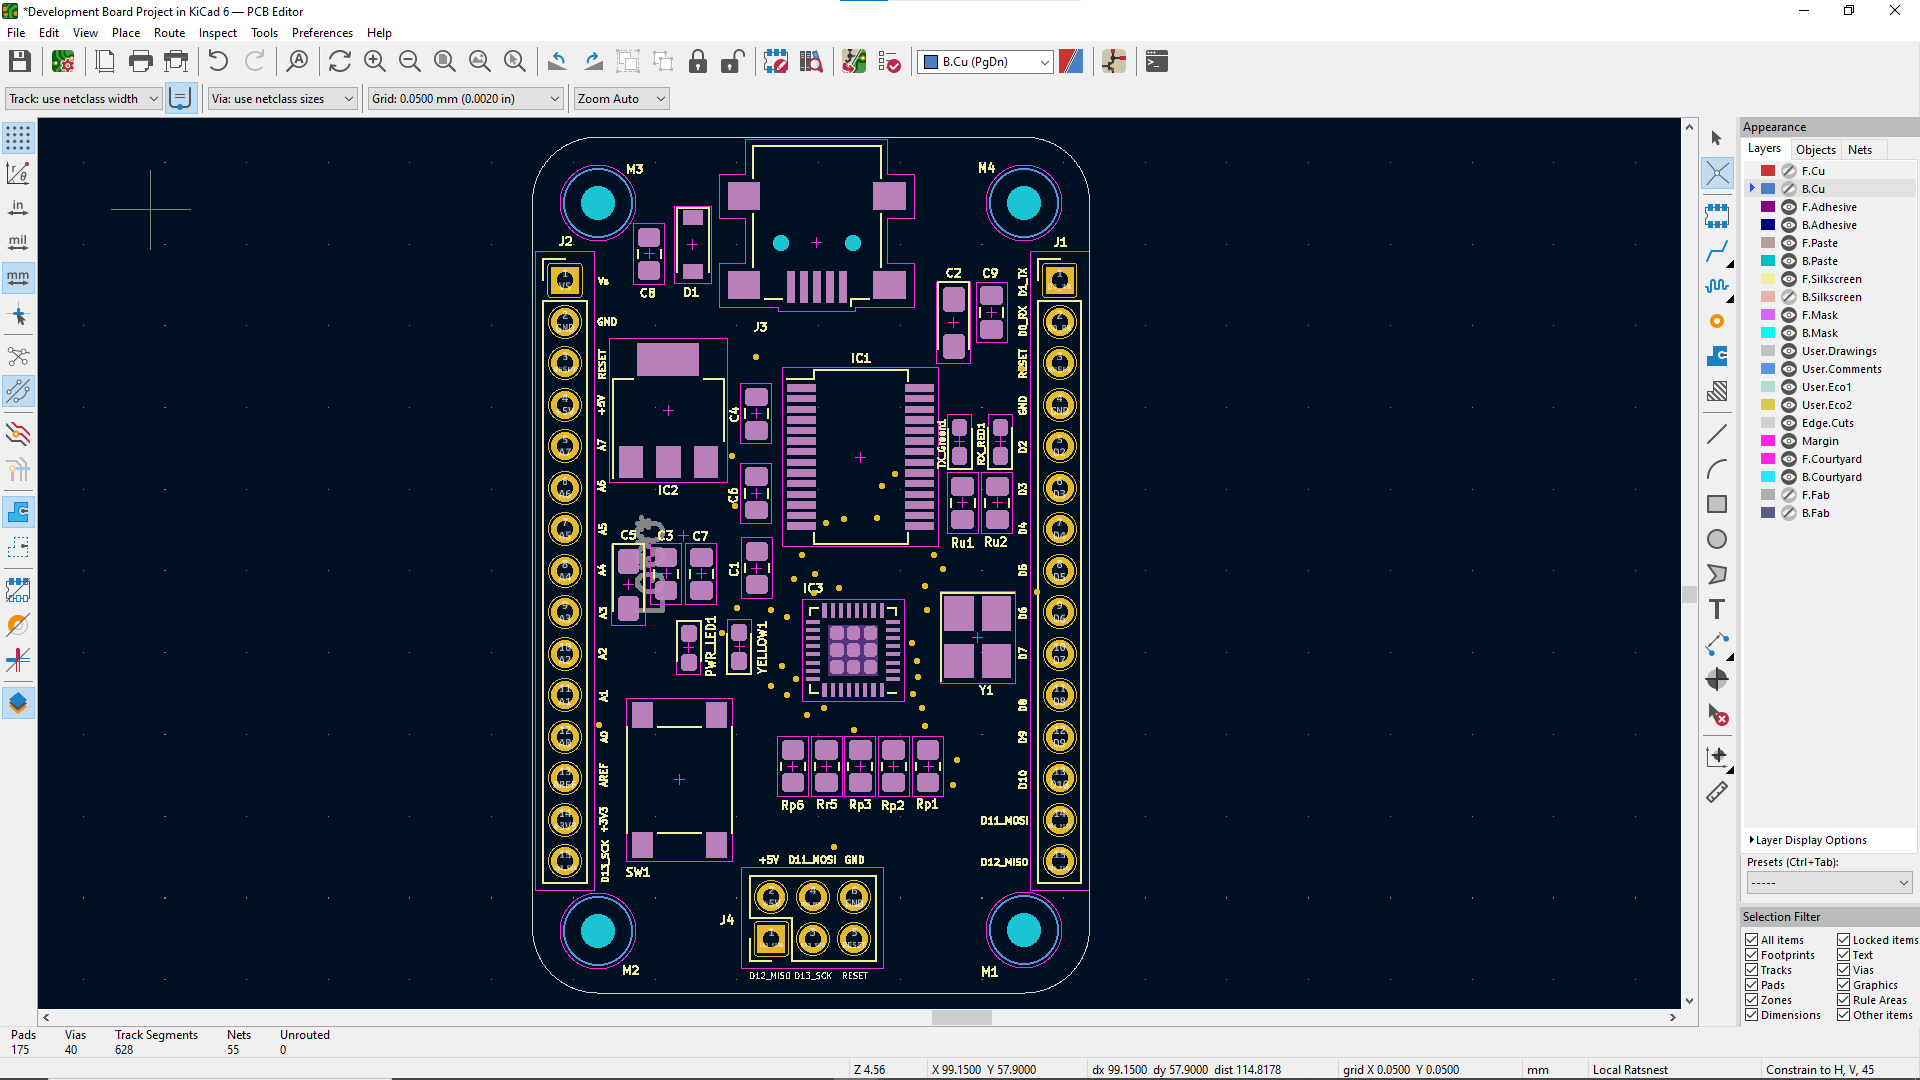 *Development Board Project in KiCad 6 — PCB Editor
File Edit View Place Route Inspect Tools Preferences Help
B.Cu (PgDn)
Track: use netclass width
Via: use netclass sizes
Grid: 0.0500 mm (0.0020 in)
Zoom Auto
in
mil
mm
M3
M4
J2
J1
Vs
GND
RESET
+5V
A7
A6
A5
A4
A3
A2
A1
A0
AREF
+3V3
D13_SCK
C8
D1
J3
C2
C9
D1_TX
D0_RX
RESET
GND
D2
D3
D4
D5
D6
D7
D8
D9
D10
D11_MOSI
D12_MISO
IC1
IC2
C4
C6
C5
C3
C7
C1
TX_Green1
RX_RED1
Ru1
Ru2
IC3
PWR_LED1
YELLOW1
Y1
Rp6
Rr5
Rp3
Rp2
Rp1
SW1
+5V D11_MOSI GND
J4
D12_MISO D13_SCK RESET
M2
M1
Appearance
Layers Objects Nets
F.Cu
B.Cu
F.Adhesive
B.Adhesive
F.Paste
B.Paste
F.Silkscreen
B.Silkscreen
F.Mask
B.Mask
User.Drawings
User.Comments
User.Eco1
User.Eco2
Edge.Cuts
Margin
F.Courtyard
B.Courtyard
F.Fab
B.Fab
Layer Display Options
Presets (Ctrl+Tab):
-----
Selection Filter
All items Locked items
Footprints Text
Tracks Vias
Pads Graphics
Zones Rule Areas
Dimensions Other items
Pads Vias Track Segments Nets Unrouted
175 40 628 55 0
Z 4.56
X 99.1500 Y 57.9000
dx 99.1500 dy 57.9000 dist 114.8178
grid X 0.0500 Y 0.0500
mm
Local Ratsnest
Constrain to H, V, 45